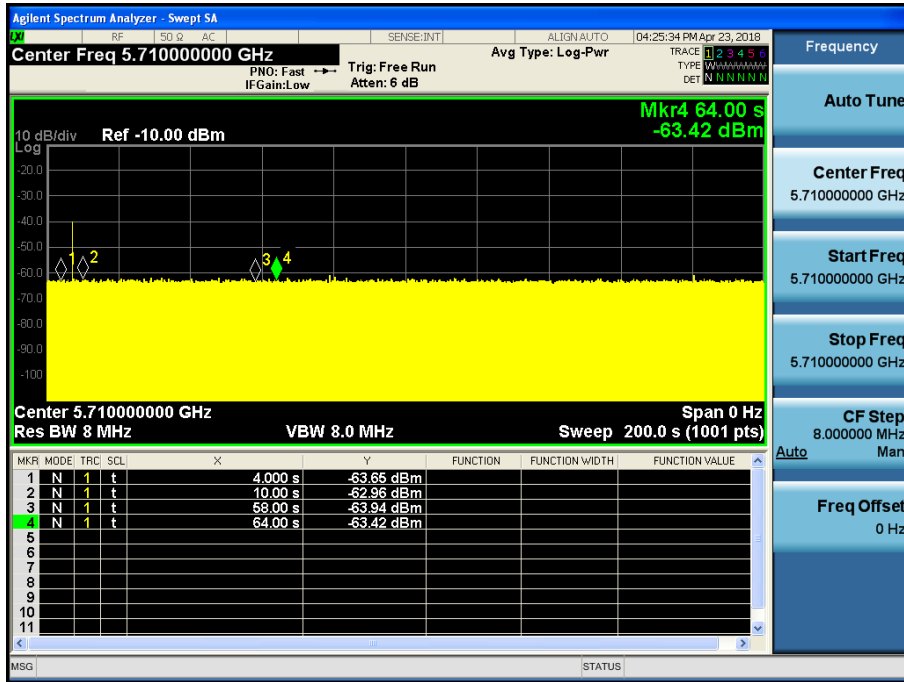 Agilent Spectrum Analyzer - Swept SA
LXI RF 50 Ω AC SENSE:INT ALIGN AUTO 04:25:34 PM Apr 23, 2018
Center Freq 5.710000000 GHz
PNO: Fast
IFGain:Low
Trig: Free Run
Atten: 6 dB
Avg Type: Log-Pwr
TRACE 1 2 3 4 5 6
TYPE W
DET N N N N N N
Mkr4 64.00 s
-63.42 dBm
10 dB/div Ref -10.00 dBm
Log
-20.0
-30.0
-40.0
-50.0
-60.0
-70.0
-80.0
-90.0
-100
1 2 3 4
Center 5.710000000 GHz Span 0 Hz
Res BW 8 MHz VBW 8.0 MHz Sweep 200.0 s (1001 pts)
MKR MODE TRC SCL X Y FUNCTION FUNCTION WIDTH FUNCTION VALUE
1 N 1 t 4.000 s -63.65 dBm
2 N 1 t 10.00 s -62.96 dBm
3 N 1 t 58.00 s -63.94 dBm
4 N 1 t 64.00 s -63.42 dBm
5
6
7
8
9
10
11
MSG STATUS
Frequency
Auto Tune
Center Freq
5.710000000 GHz
Start Freq
5.710000000 GHz
Stop Freq
5.710000000 GHz
CF Step
8.000000 MHz
Auto Man
Freq Offset
0 Hz